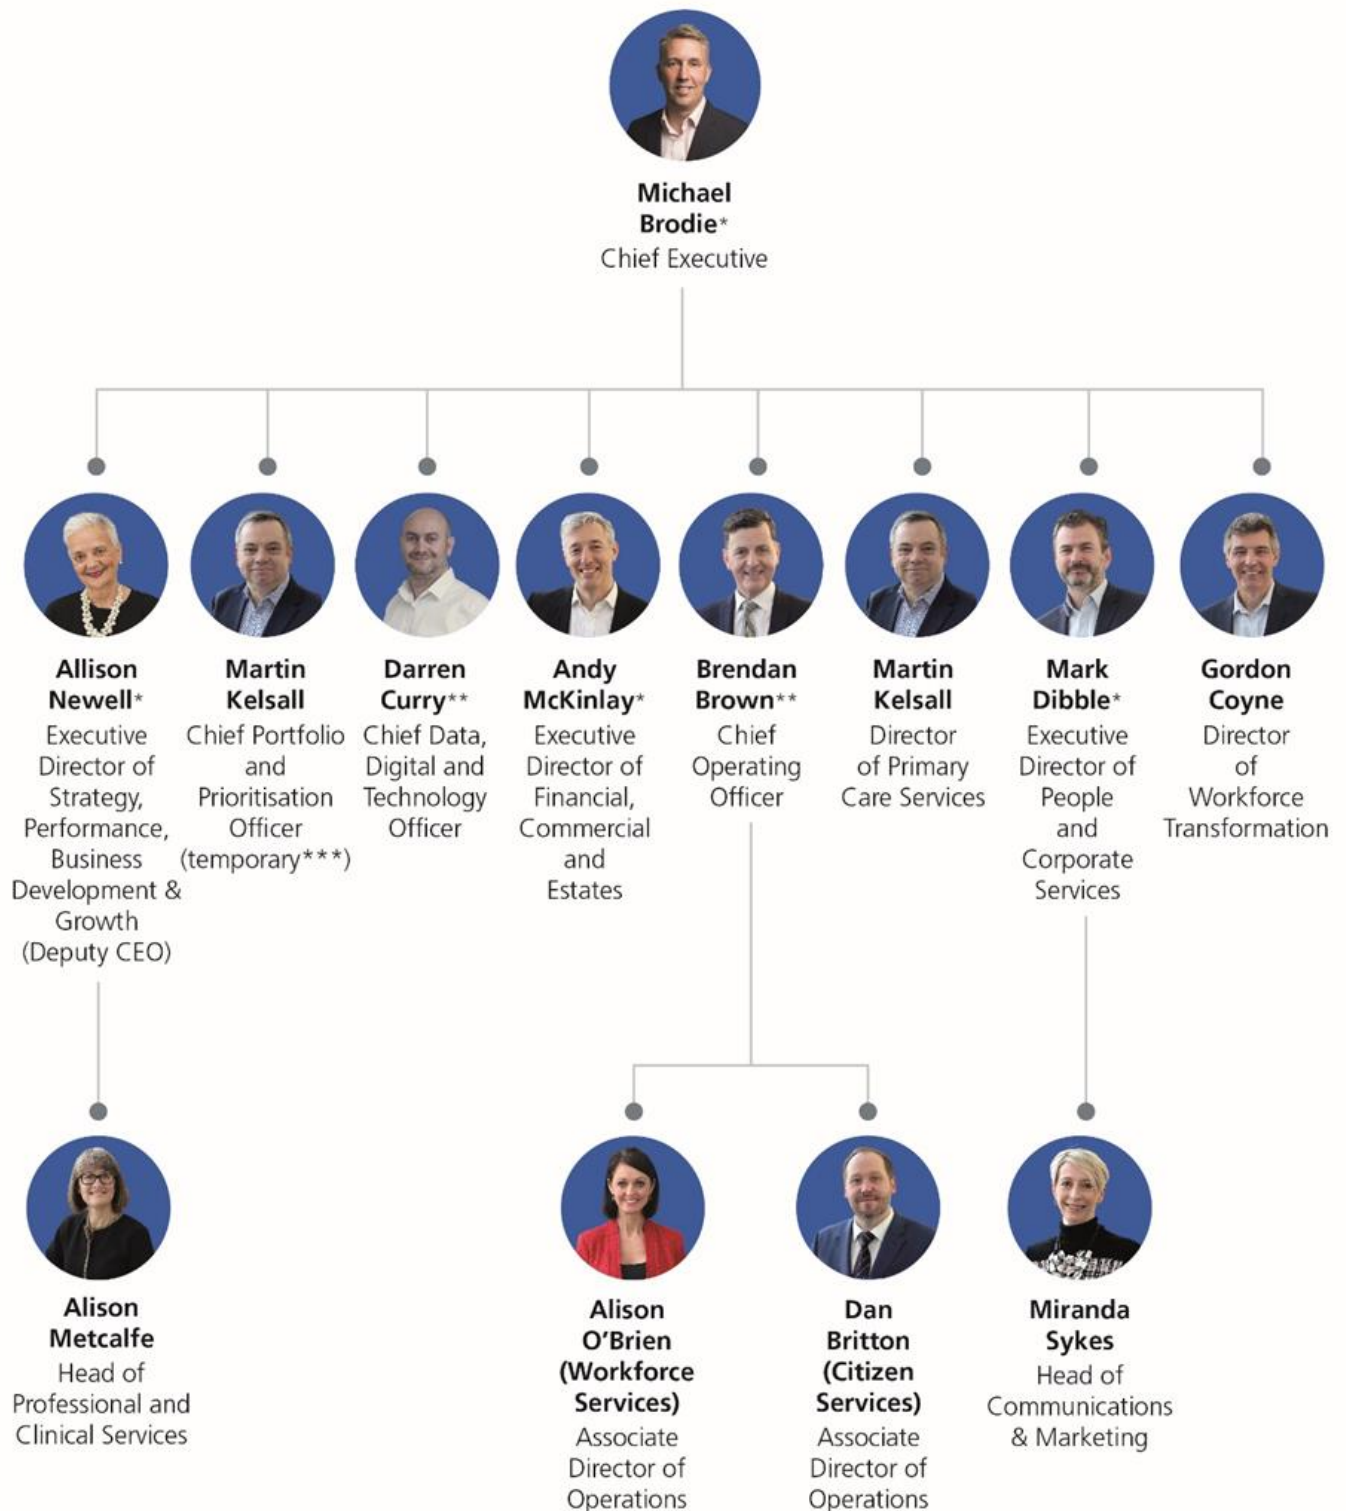 Michael
Brodie*
Chief Executive
Allison
Newell*
Executive
Director of
Strategy,
Performance,
Business
Development &
Growth
(Deputy CEO)
Martin
Kelsall
Chief Portfolio
and
Prioritisation
Officer
(temporary***)
Darren
Curry**
Chief Data,
Digital and
Technology
Officer
Andy
McKinlay*
Executive
Director of
Financial,
Commercial
and
Estates
Brendan
Brown**
Chief
Operating
Officer
Martin
Kelsall
Director
of Primary
Care Services
Mark
Dibble*
Executive
Director of
People
and
Corporate
Services
Gordon
Coyne
Director
of
Workforce
Transformation
Alison
Metcalfe
Head of
Professional and
Clinical Services
Alison
O’Brien
(Workforce
Services)
Associate
Director of
Operations
Dan
Britton
(Citizen
Services)
Associate
Director of
Operations
Miranda
Sykes
Head of
Communications
& Marketing